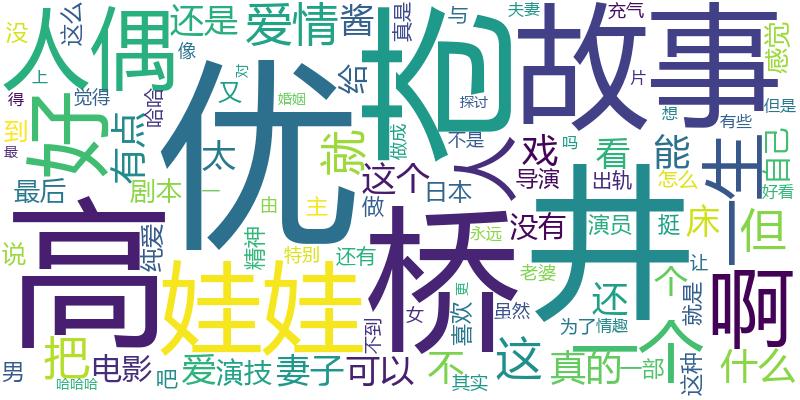 没 这么 还是 爱情 酱 真是 与 夫妻 充气
人偶 像 给 抢 故事 感觉
上 优 对
得 觉得 哈哈 又 婚姻 探讨 片 想 但是
好 到 有点 就 做成 不是 有些
最 太 人 戏 看 吗 能 一生 自己
最后 剧本 一 这个 日本 导演 出轨 怎么 好看
高 纯爱 由 主 做 桥 没有 井 演员 挺 床 但
说 精神 特别 还有 永远 老婆 还 个 让
娃娃 女 喜欢 更 虽然 一个 就是 啊
把 不到 为了 情趣
男 电影 爱 演技 妻子 可以 不 这 真的 一部 这种 什么
哈哈哈 吧 其实